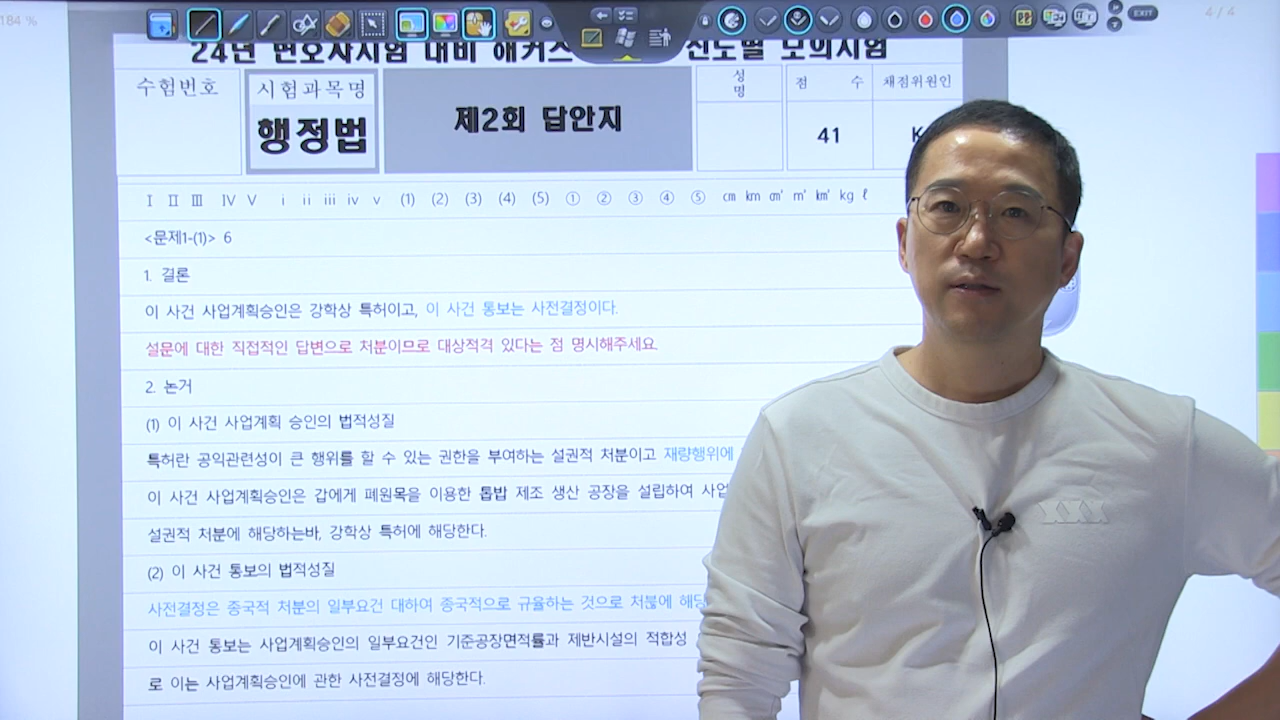 184 %
EXIT
4 / 4
24년 변호사시험 대비 해커스 진도별 모의시험
수험번호
시험과목명
행정법
제2회 답안지
성명
점 수
41
채점위원인
K
Ⅰ Ⅱ Ⅲ Ⅳ Ⅴ ⅰ ⅱ ⅲ ⅳ ⅴ (1) (2) (3) (4) (5) ① ② ③ ④ ⑤ ㎝ ㎞ ㎠ ㎡ ㎢ kg ℓ
<문제1-(1)> 6
1. 결론
이 사건 사업계획승인은 강학상 특허이고, 이 사건 통보는 사전결정이다.
설문에 대한 직접적인 답변으로 처분이므로 대상적격 있다는 점 명시해주세요.
2. 논거
(1) 이 사건 사업계획 승인의 법적성질
특허란 공익관련성이 큰 행위를 할 수 있는 권한을 부여하는 설권적 처분이고 재량행위에
이 사건 사업계획승인은 갑에게 폐원목을 이용한 톱밥 제조 생산 공장을 설립하여 사업
설권적 처분에 해당하는바, 강학상 특허에 해당한다.
(2) 이 사건 통보의 법적성질
사전결정은 종국적 처분의 일부요건 대하여 종국적으로 규율하는 것으로 처분에 해당
이 사건 통보는 사업계획승인의 일부요건인 기준공장면적률과 제반시설의 적합성
로 이는 사업계획승인에 관한 사전결정에 해당한다.
XXX